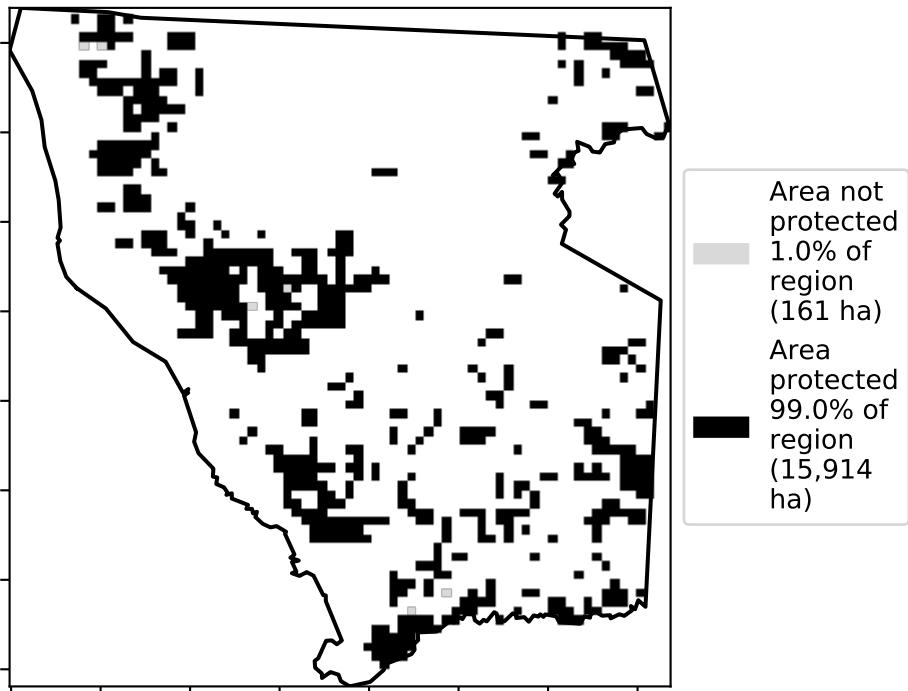 Area not
protected
1.0% of
region
(161 ha)
Area
protected
99.0% of
region
(15,914
ha)